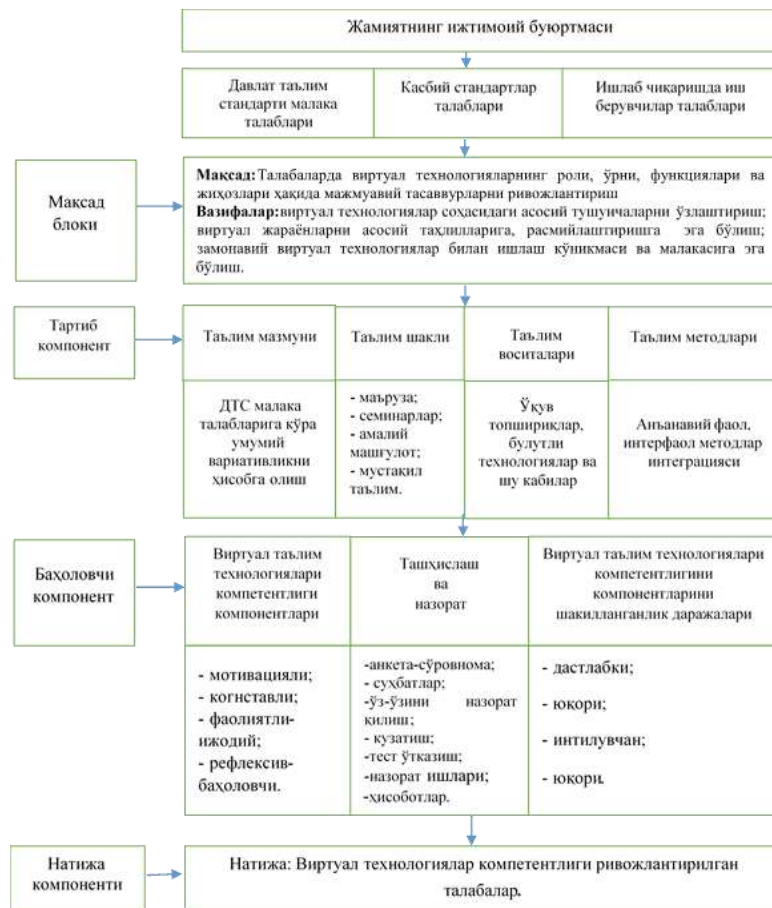 Жамиятнинг ижтимоий буюртмаси
Давлат таълим
стандарти малака
талаблари
Касбий стандартлар
талаблари
Ишлаб чиқаришда иш
берувчилар талаблари
Мақсад
блоки
Мақсад:Талабаларда виртуал технологияларнинг роли, ўрни, функциялари ва
жиҳозлари ҳақида мажмуавий тасаввурларни ривожлантириш
Вазифалар:виртуал технологиялар соҳасидаги асосий тушунчаларни ўзлаштириш;
виртуал жараёнларни асосий таҳлилларига, расмийлаштиришга эга бўлиш;
замонавий виртуал технологиялар билан ишлаш кўникмаси ва малакасига эга
бўлиш.
Тартиб
компонент
Таълим мазмуни
Таълим шакли
Таълим
воситалари
Таълим методлари
ДТС малака
талабларига кўра
умумий
вариативликни
ҳисобга олиш
- маъруза;
- семинарлар;
- амалий
машғулот;
- мустақил
таълим.
Ўқув
топшириқлар,
булутли
технологиялар ва
шу кабилар
Анъанавий фаол,
интерфаол методлар
интеграцияси
Баҳоловчи
компонент
Виртуал таълим
технологиялари
компетентлиги
компонентлари
Ташҳислаш
ва
назорат
Виртуал таълим технологиялари
компетентлигини
компонентларини
шакилланганлик даражалари
- мотивацияли;
- когнставли;
- фаолиятли-
ижодий;
- рефлексив-
баҳоловчи.
-анкета-сўровнома;
- суҳбатлар;
-ўз-ўзини назорат
қилиш;
- кузатиш;
-тест ўтказиш;
-назорат ишлари;
-ҳисоботлар.
- дастлабки;
- юқори;
- интилувчан;
- юқори.
Натижа
компоненти
Натижа: Виртуал технологиялар компетентлиги ривожлантирилган
талабалар.